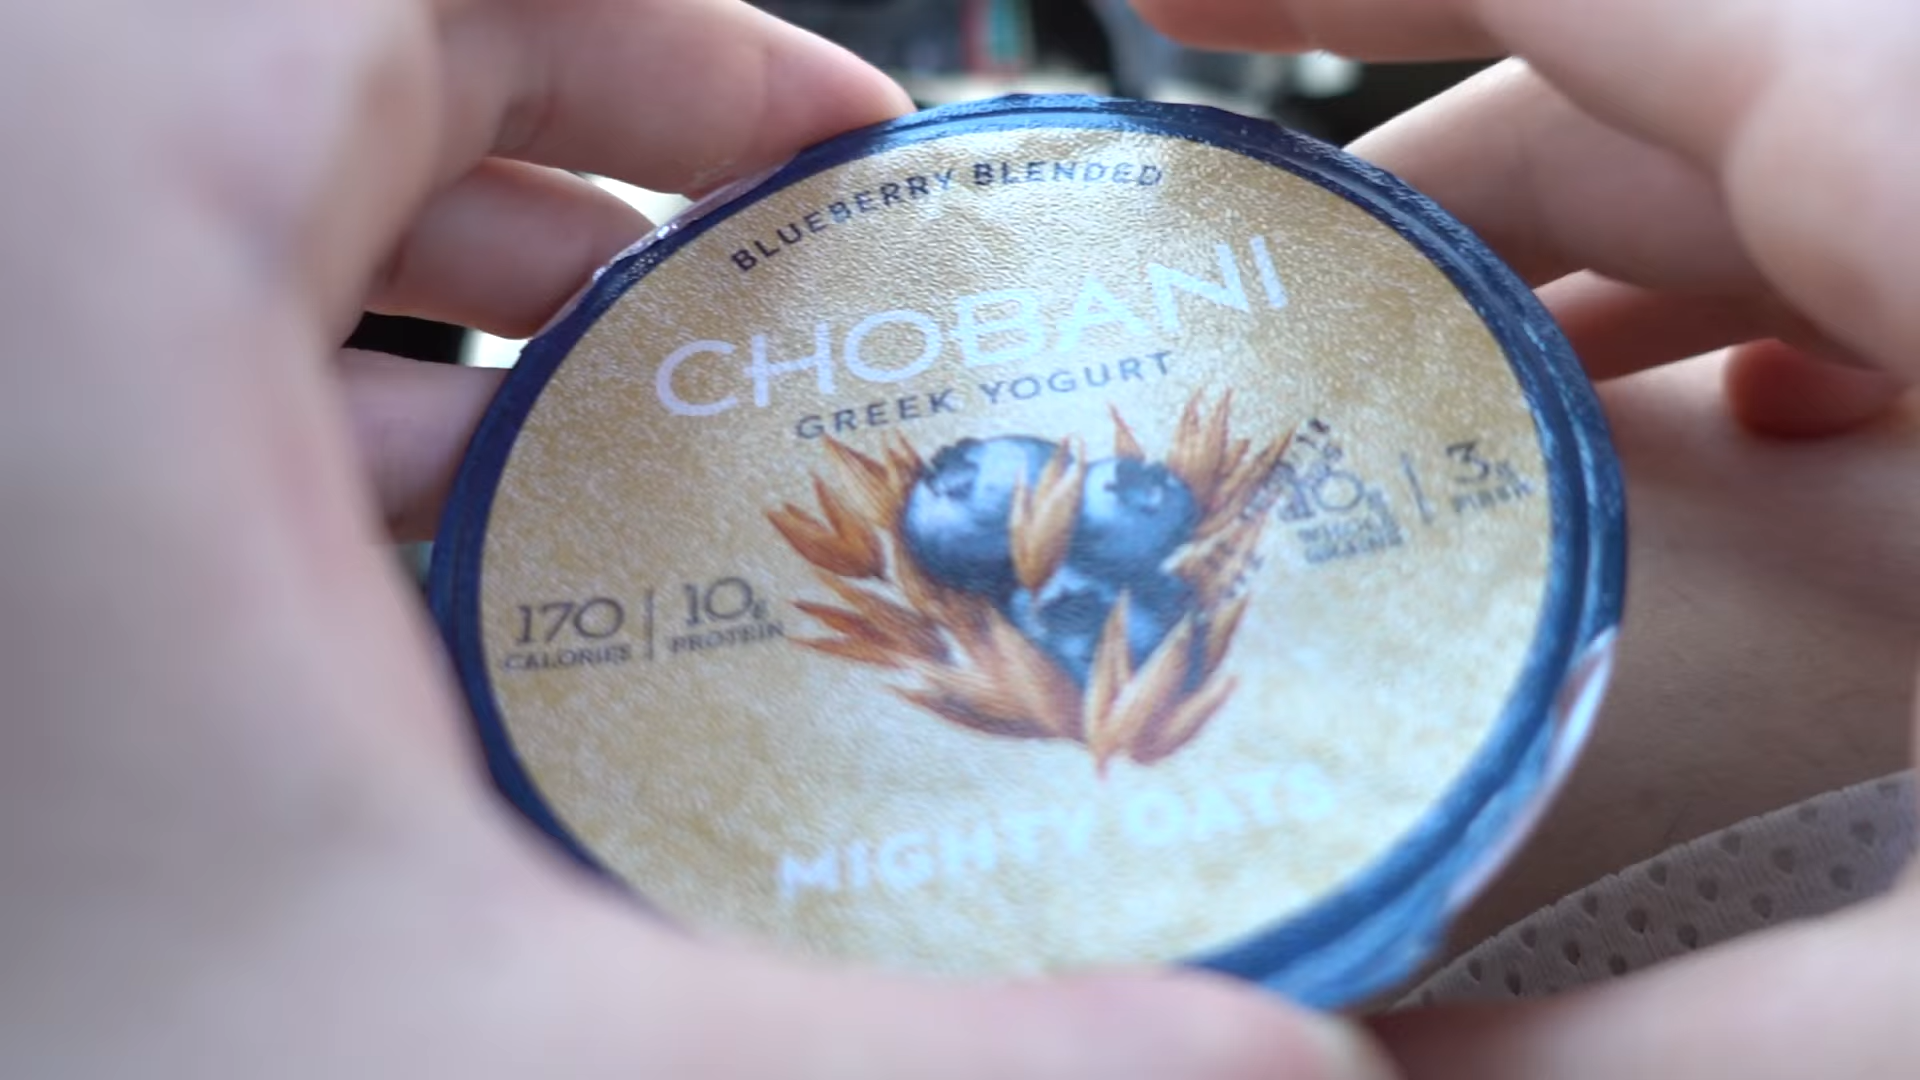 BLUEBERRY BLENDED
CHOBANI
GREEK YOGURT
170
CALORIES
10g
PROTEIN
3g
FIBER
MIGHTY OATS